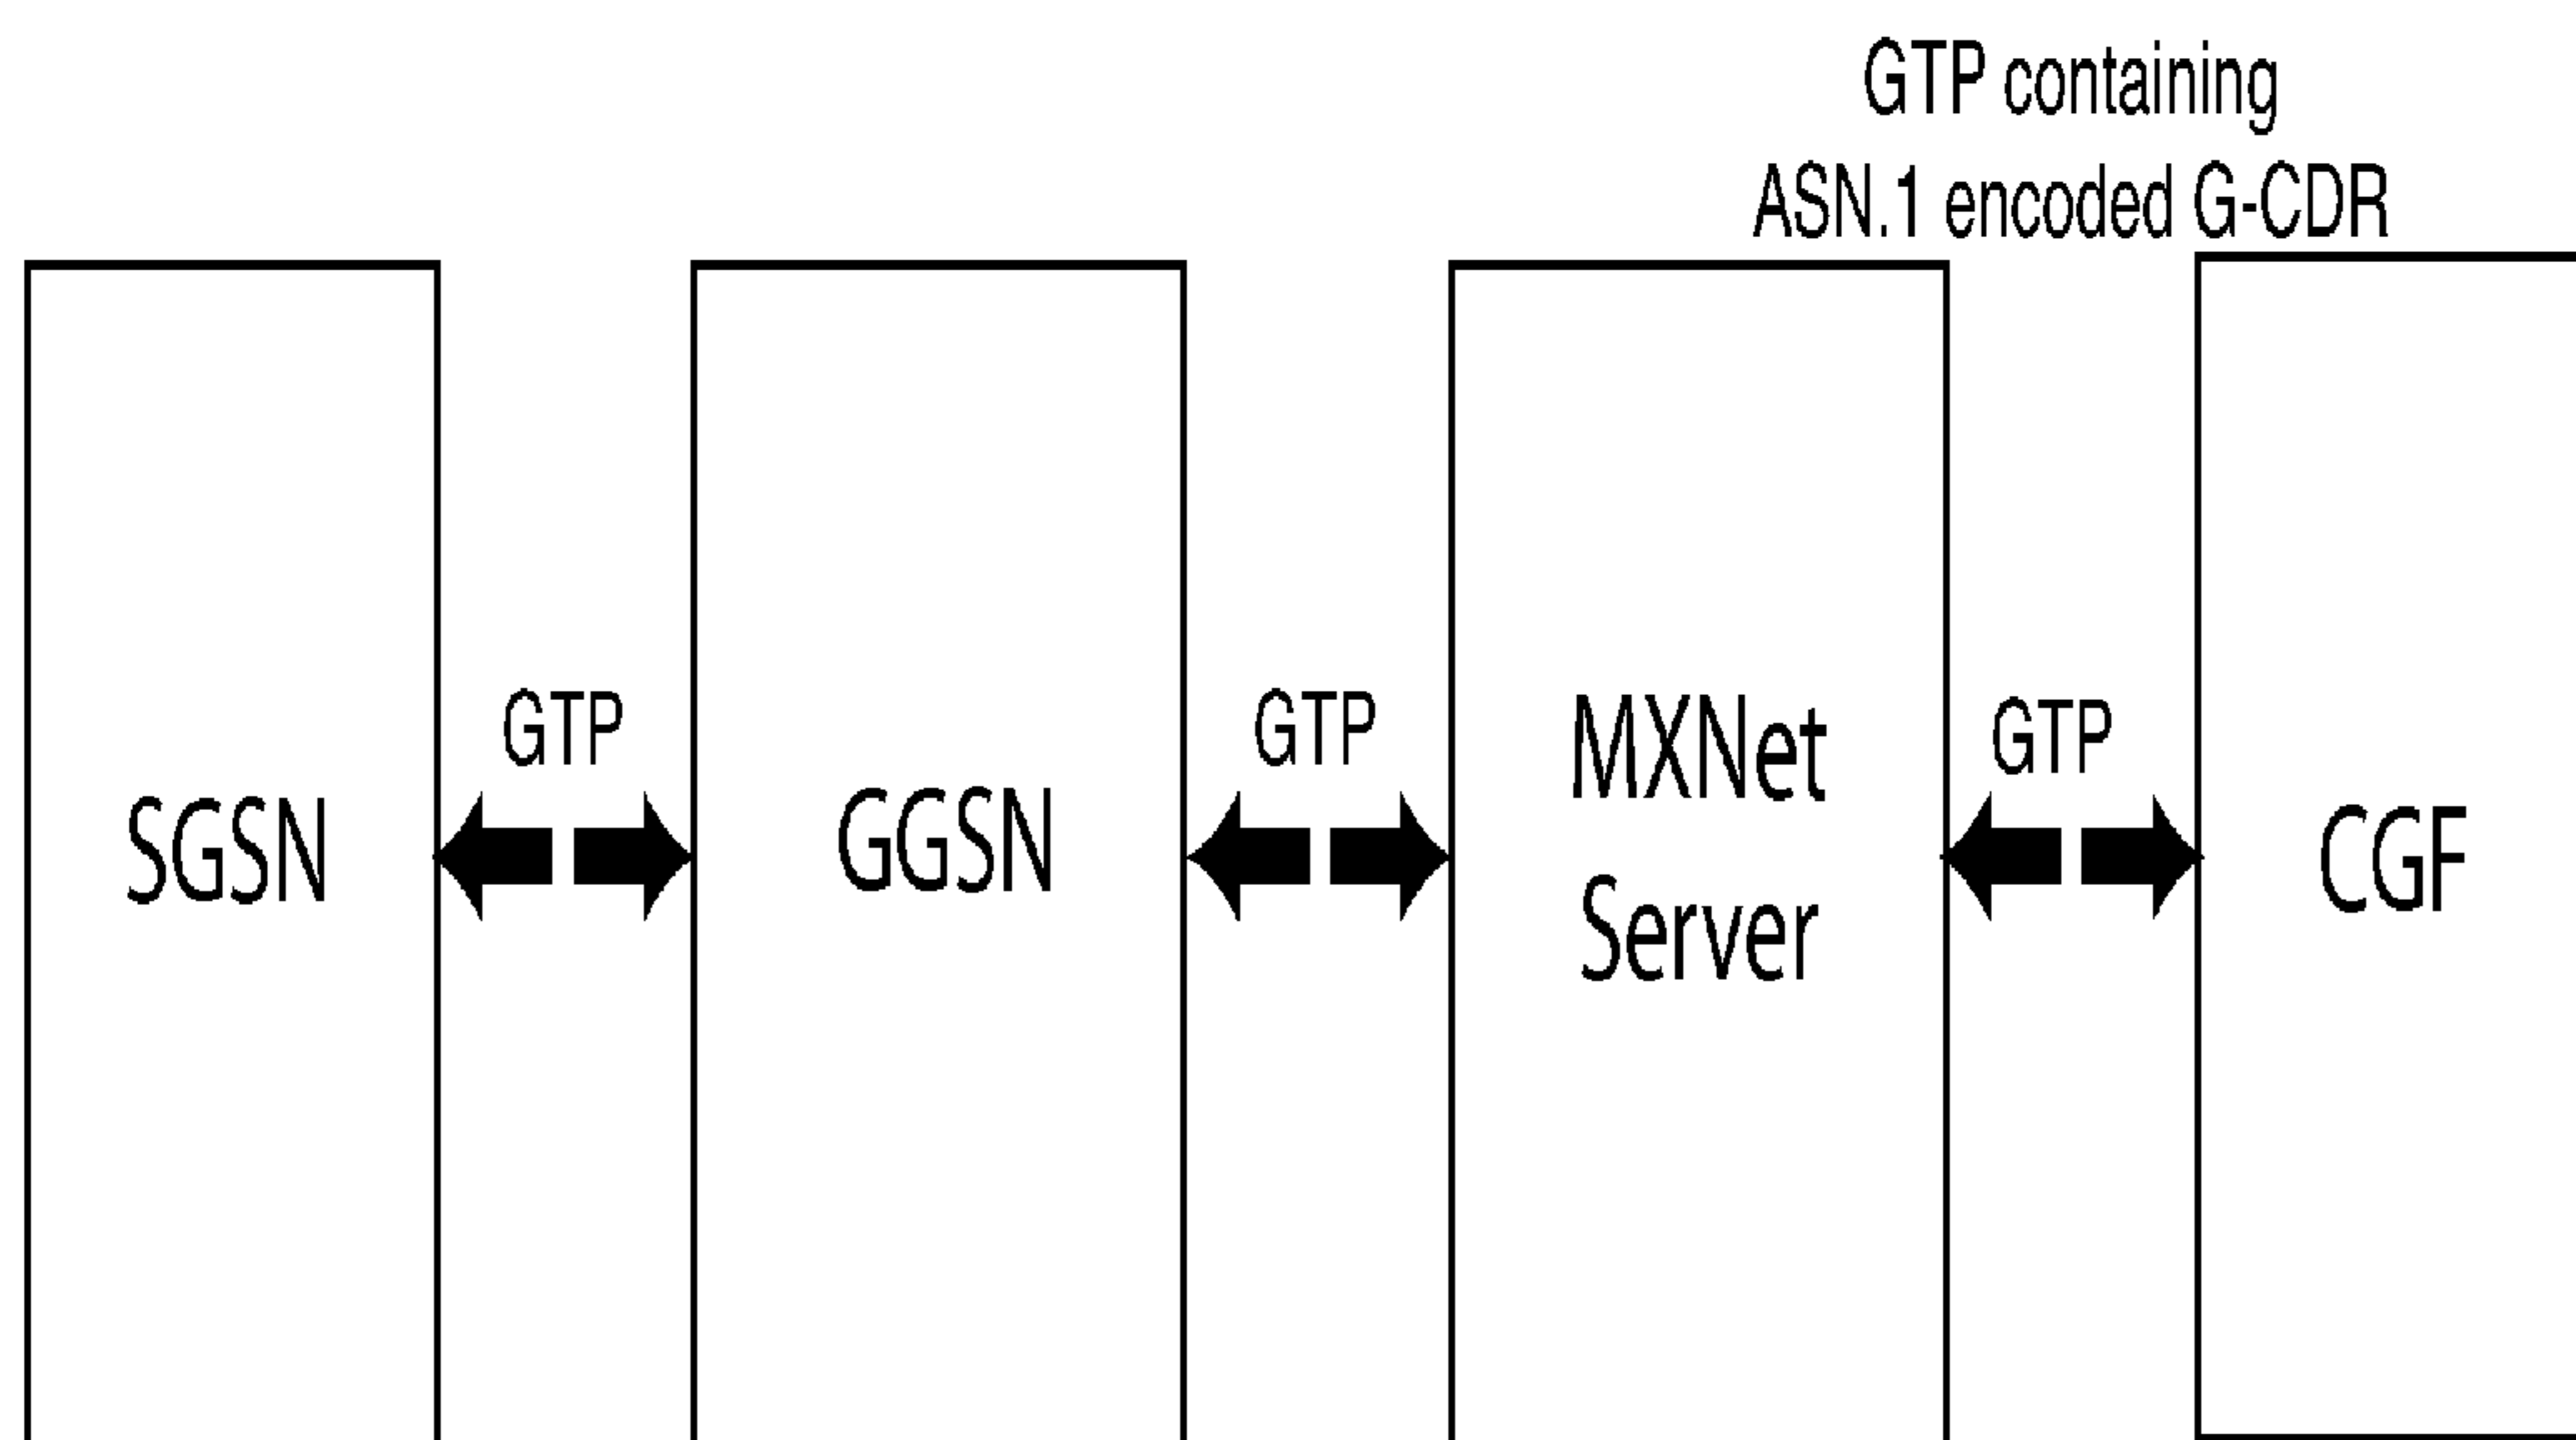 GTP containing
ASN.1 encoded G-CDR
SGSN
GTP
GGSN
GTP
MXNet
Server
GTP
CGF